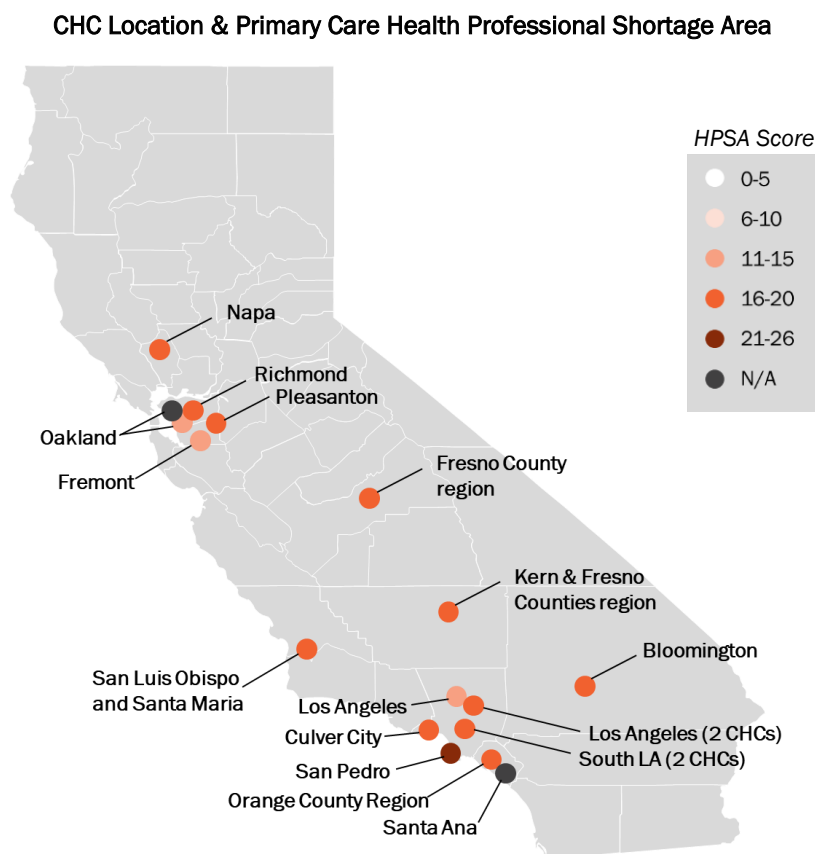 CHC Location & Primary Care Health Professional Shortage Area
HPSA Score
0-5
6-10
11-15
16-20
21-26
N/A
Napa
Richmond
Pleasanton
Oakland
Fremont
Fresno County
region
Kern & Fresno
Counties region
Bloomington
San Luis Obispo
and Santa Maria
Los Angeles
Los Angeles (2 CHCs)
Culver City
South LA (2 CHCs)
San Pedro
Orange County Region
Santa Ana